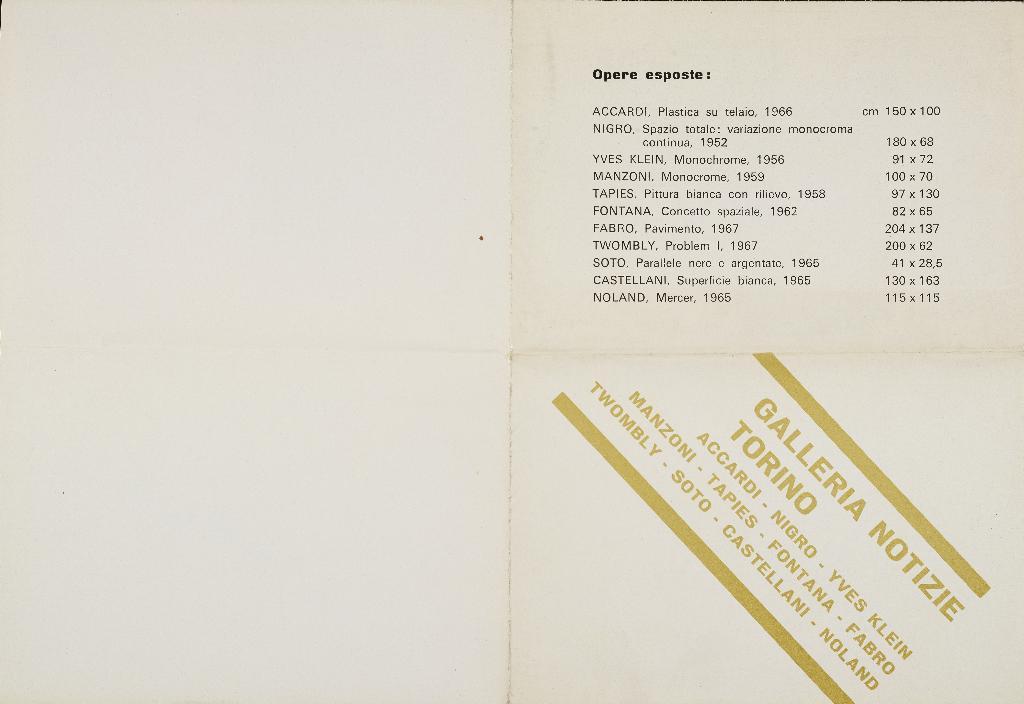 Opere esposte:
ACCARDI, Plastica su telaio, 1966 cm 150 x 100
NIGRO, Spazio totale: variazione monocroma
continua, 1952 180 x 68
YVES KLEIN, Monochrome, 1956 91 x 72
MANZONI, Monocrome, 1959 100 x 70
TAPIES, Pittura bianca con rilievo, 1958 97 x 130
FONTANA, Concetto spaziale, 1962 82 x 65
FABRO, Pavimento, 1967 204 x 137
TWOMBLY, Problem I, 1967 200 x 62
SOTO, Parallele nere e argentate, 1965 41 x 28,5
CASTELLANI, Superficie bianca, 1965 130 x 163
NOLAND, Mercer, 1965 115 x 115
GALLERIA NOTIZIE
TORINO
ACCARDI - NIGRO - YVES KLEIN
MANZONI - TAPIES - FONTANA - FABRO
TWOMBLY - SOTO - CASTELLANI - NOLAND